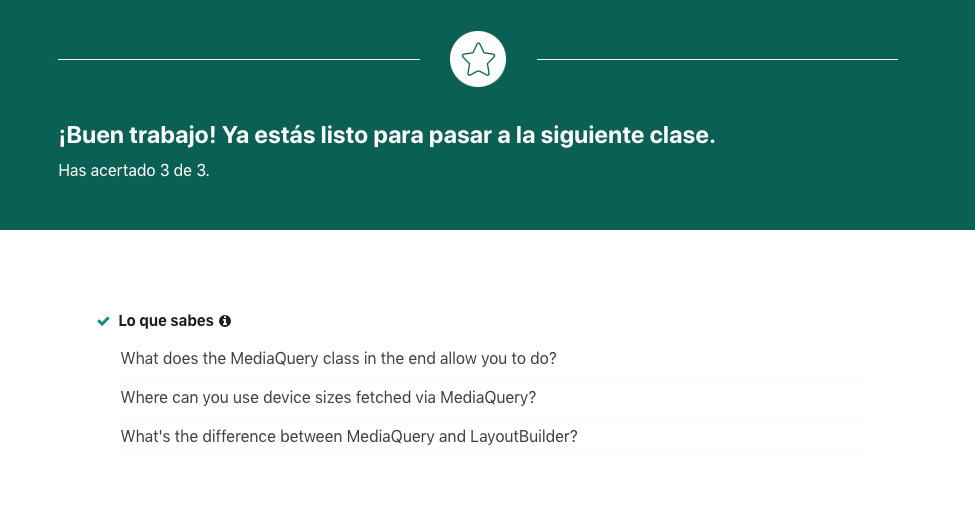 ¡Buen trabajo! Ya estás listo para pasar a la siguiente clase.
Has acertado 3 de 3.
Lo que sabes
What does the MediaQuery class in the end allow you to do?
Where can you use device sizes fetched via MediaQuery?
What's the difference between MediaQuery and LayoutBuilder?